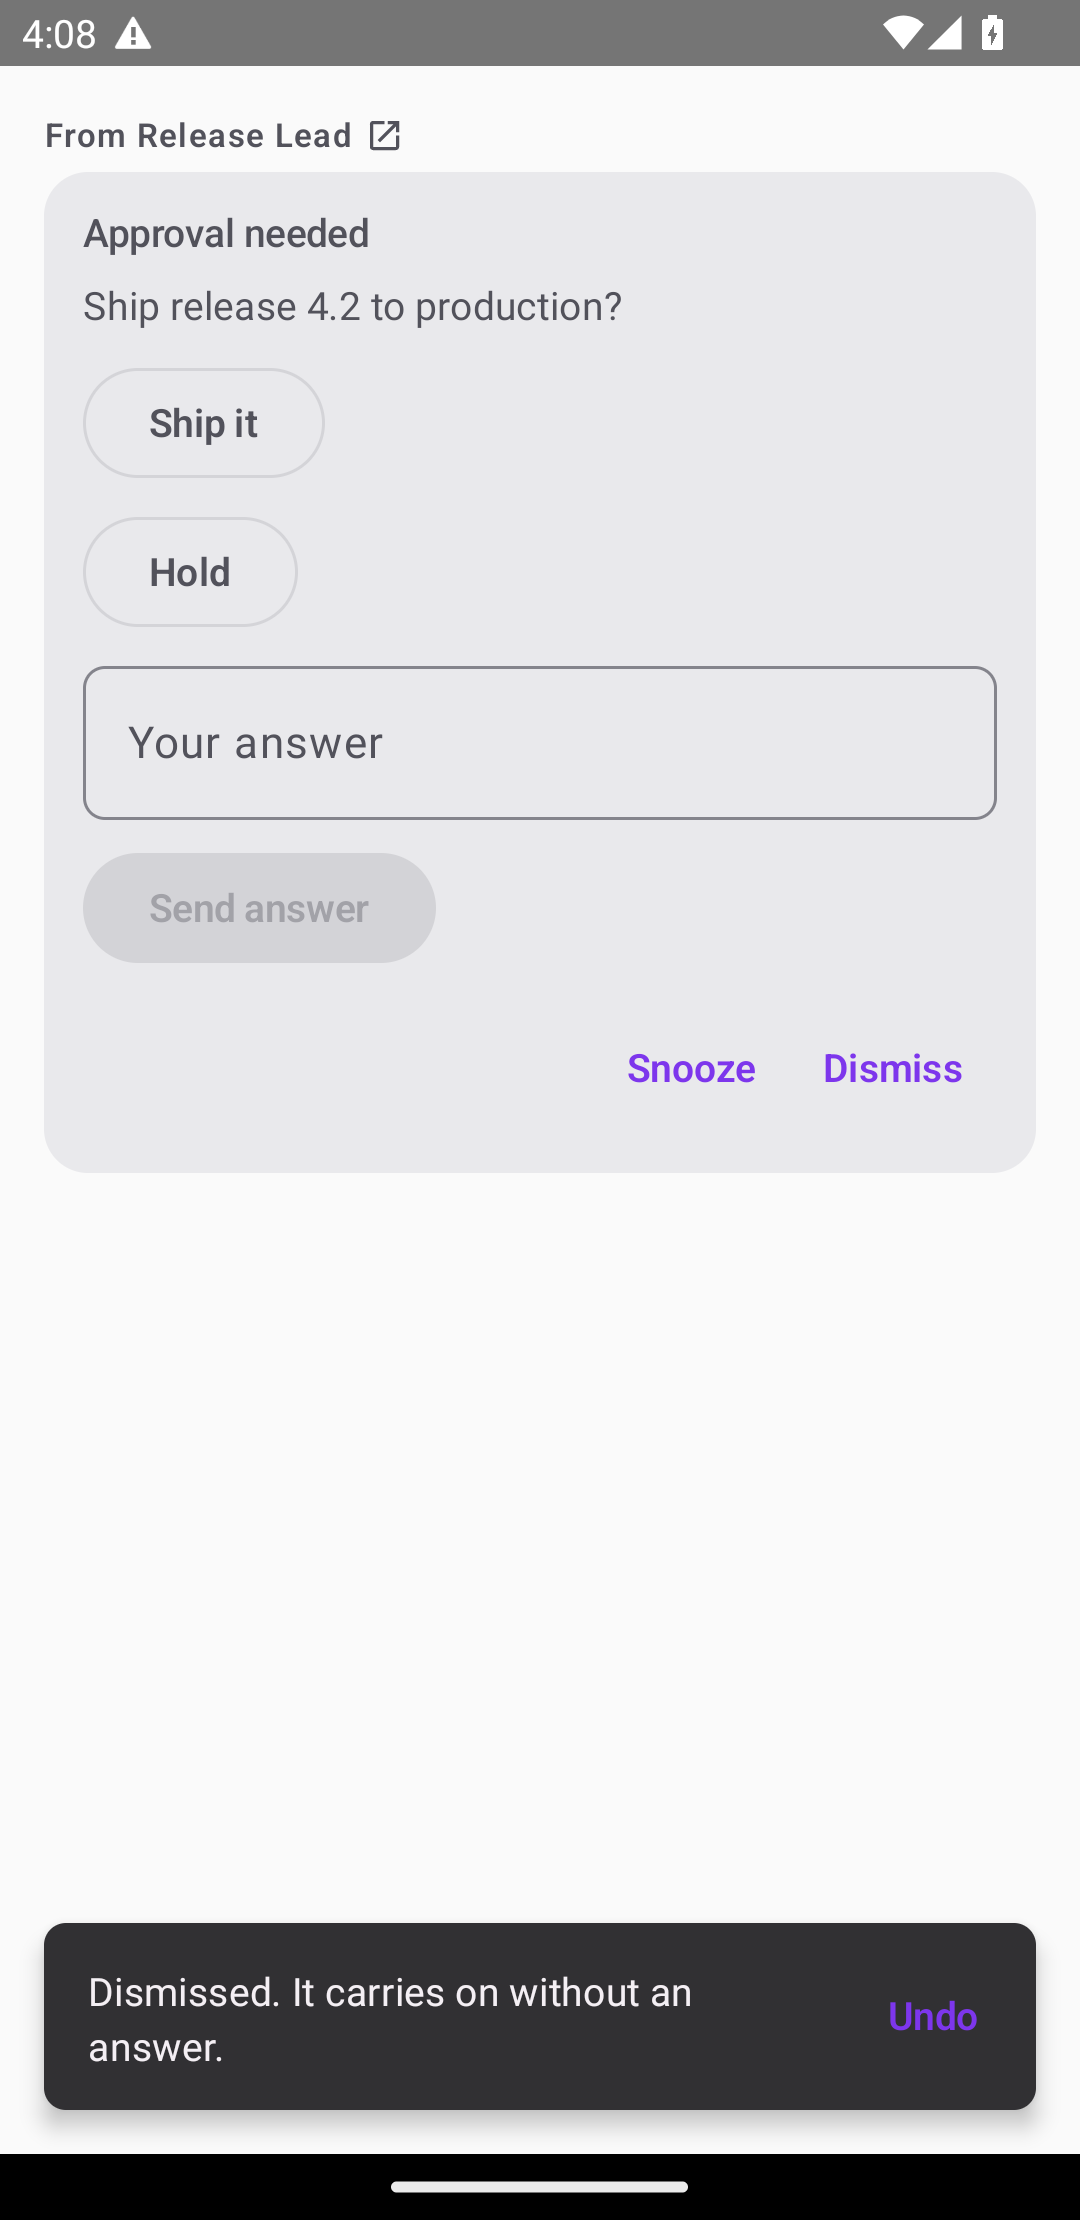 4:08
From Release Lead
Approval needed
Ship release 4.2 to production?
Ship it
Hold
Your answer
Send answer
Snooze Dismiss
Dismissed. It carries on without an
answer.
Undo